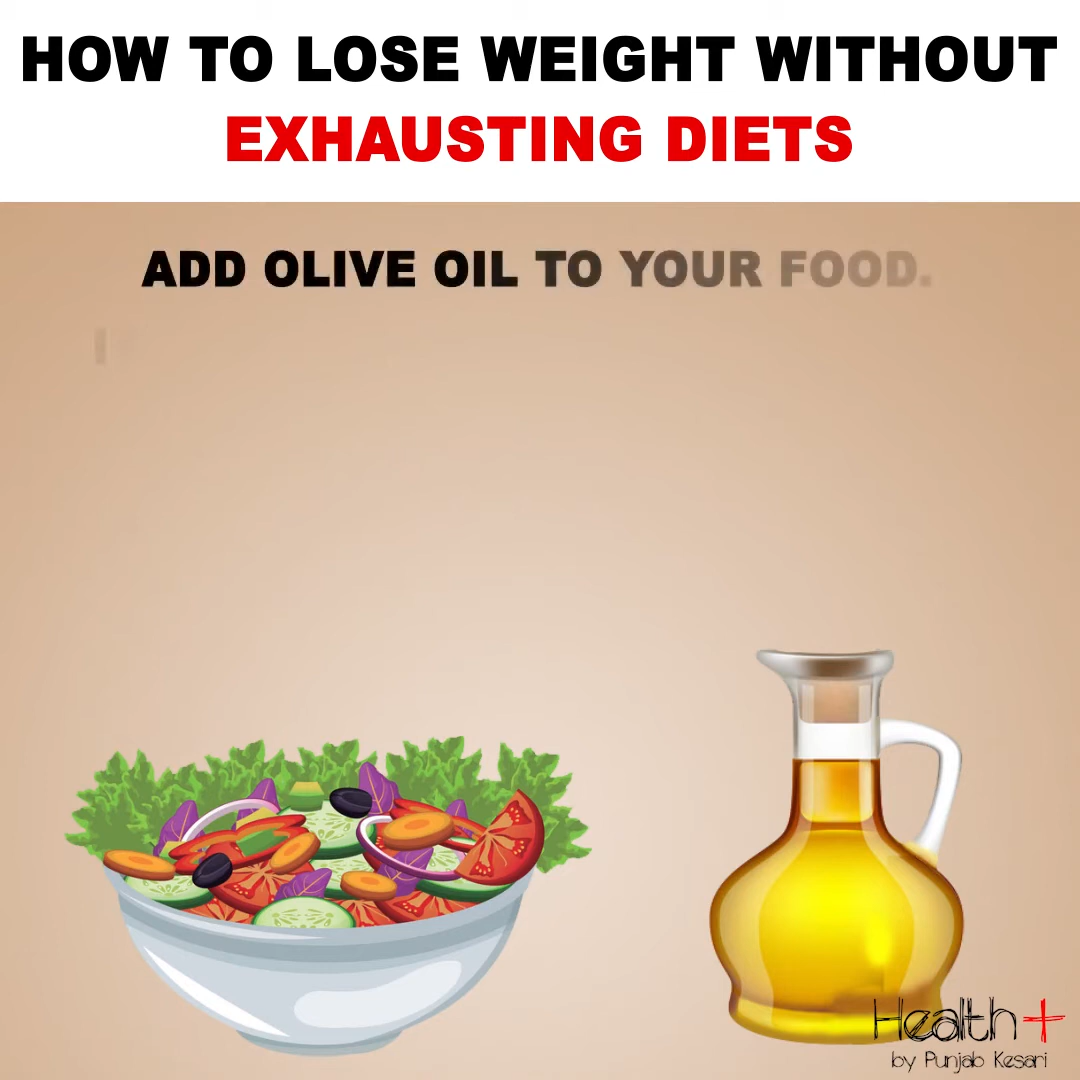 HOW TO LOSE WEIGHT WITHOUT
EXHAUSTING DIETS
ADD OLIVE OIL TO YOUR FOOD.
Health+
by Punjab Kesari